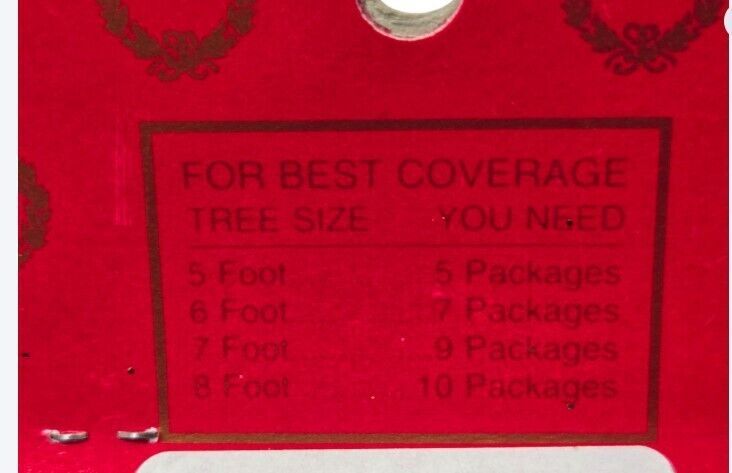 FOR BEST COVERAGE
TREE SIZE YOU NEED
5 Foot 5 Packages
6 Foot 7 Packages
7 Foot 9 Packages
8 Foot 10 Packages